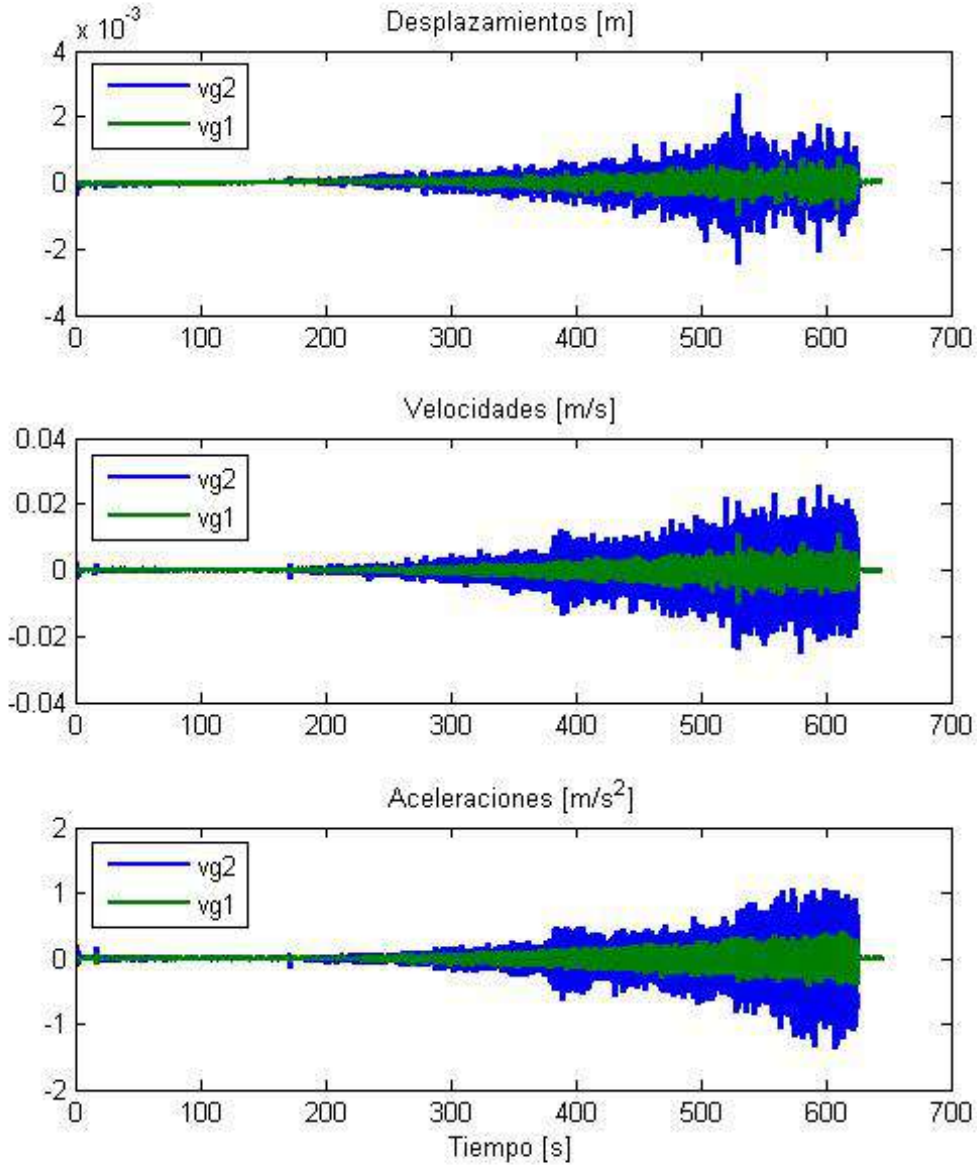 Desplazamientos [m]
x 10⁻³
4
2
0
-2
-4
vg2
vg1
0 100 200 300 400 500 600 700
Velocidades [m/s]
0.04
0.02
0
-0.02
-0.04
vg2
vg1
0 100 200 300 400 500 600 700
Aceleraciones [m/s²]
2
1
0
-1
-2
vg2
vg1
0 100 200 300 400 500 600 700
Tiempo [s]